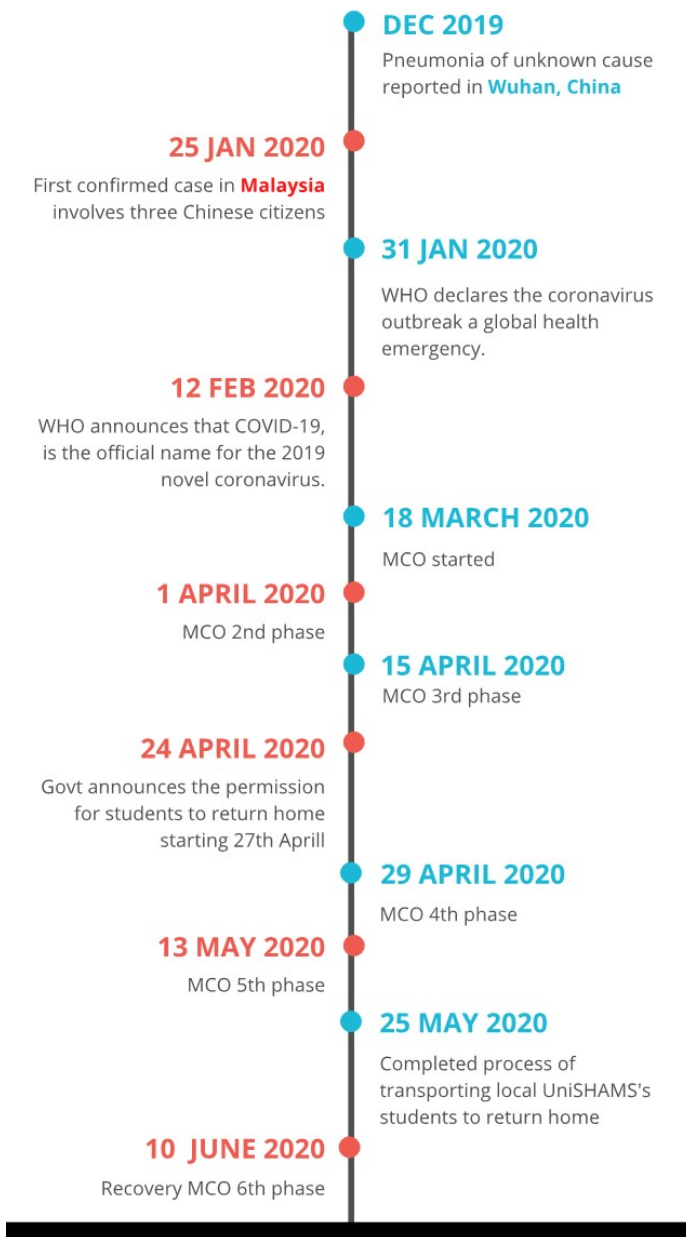 DEC 2019
Pneumonia of unknown cause
reported in Wuhan, China
25 JAN 2020
First confirmed case in Malaysia
involves three Chinese citizens
31 JAN 2020
WHO declares the coronavirus
outbreak a global health
emergency.
12 FEB 2020
WHO announces that COVID-19,
is the official name for the 2019
novel coronavirus.
18 MARCH 2020
MCO started
1 APRIL 2020
MCO 2nd phase
15 APRIL 2020
MCO 3rd phase
24 APRIL 2020
Govt announces the permission
for students to return home
starting 27th Aprill
29 APRIL 2020
MCO 4th phase
13 MAY 2020
MCO 5th phase
25 MAY 2020
Completed process of
transporting local UniSHAMS's
students to return home
10 JUNE 2020
Recovery MCO 6th phase